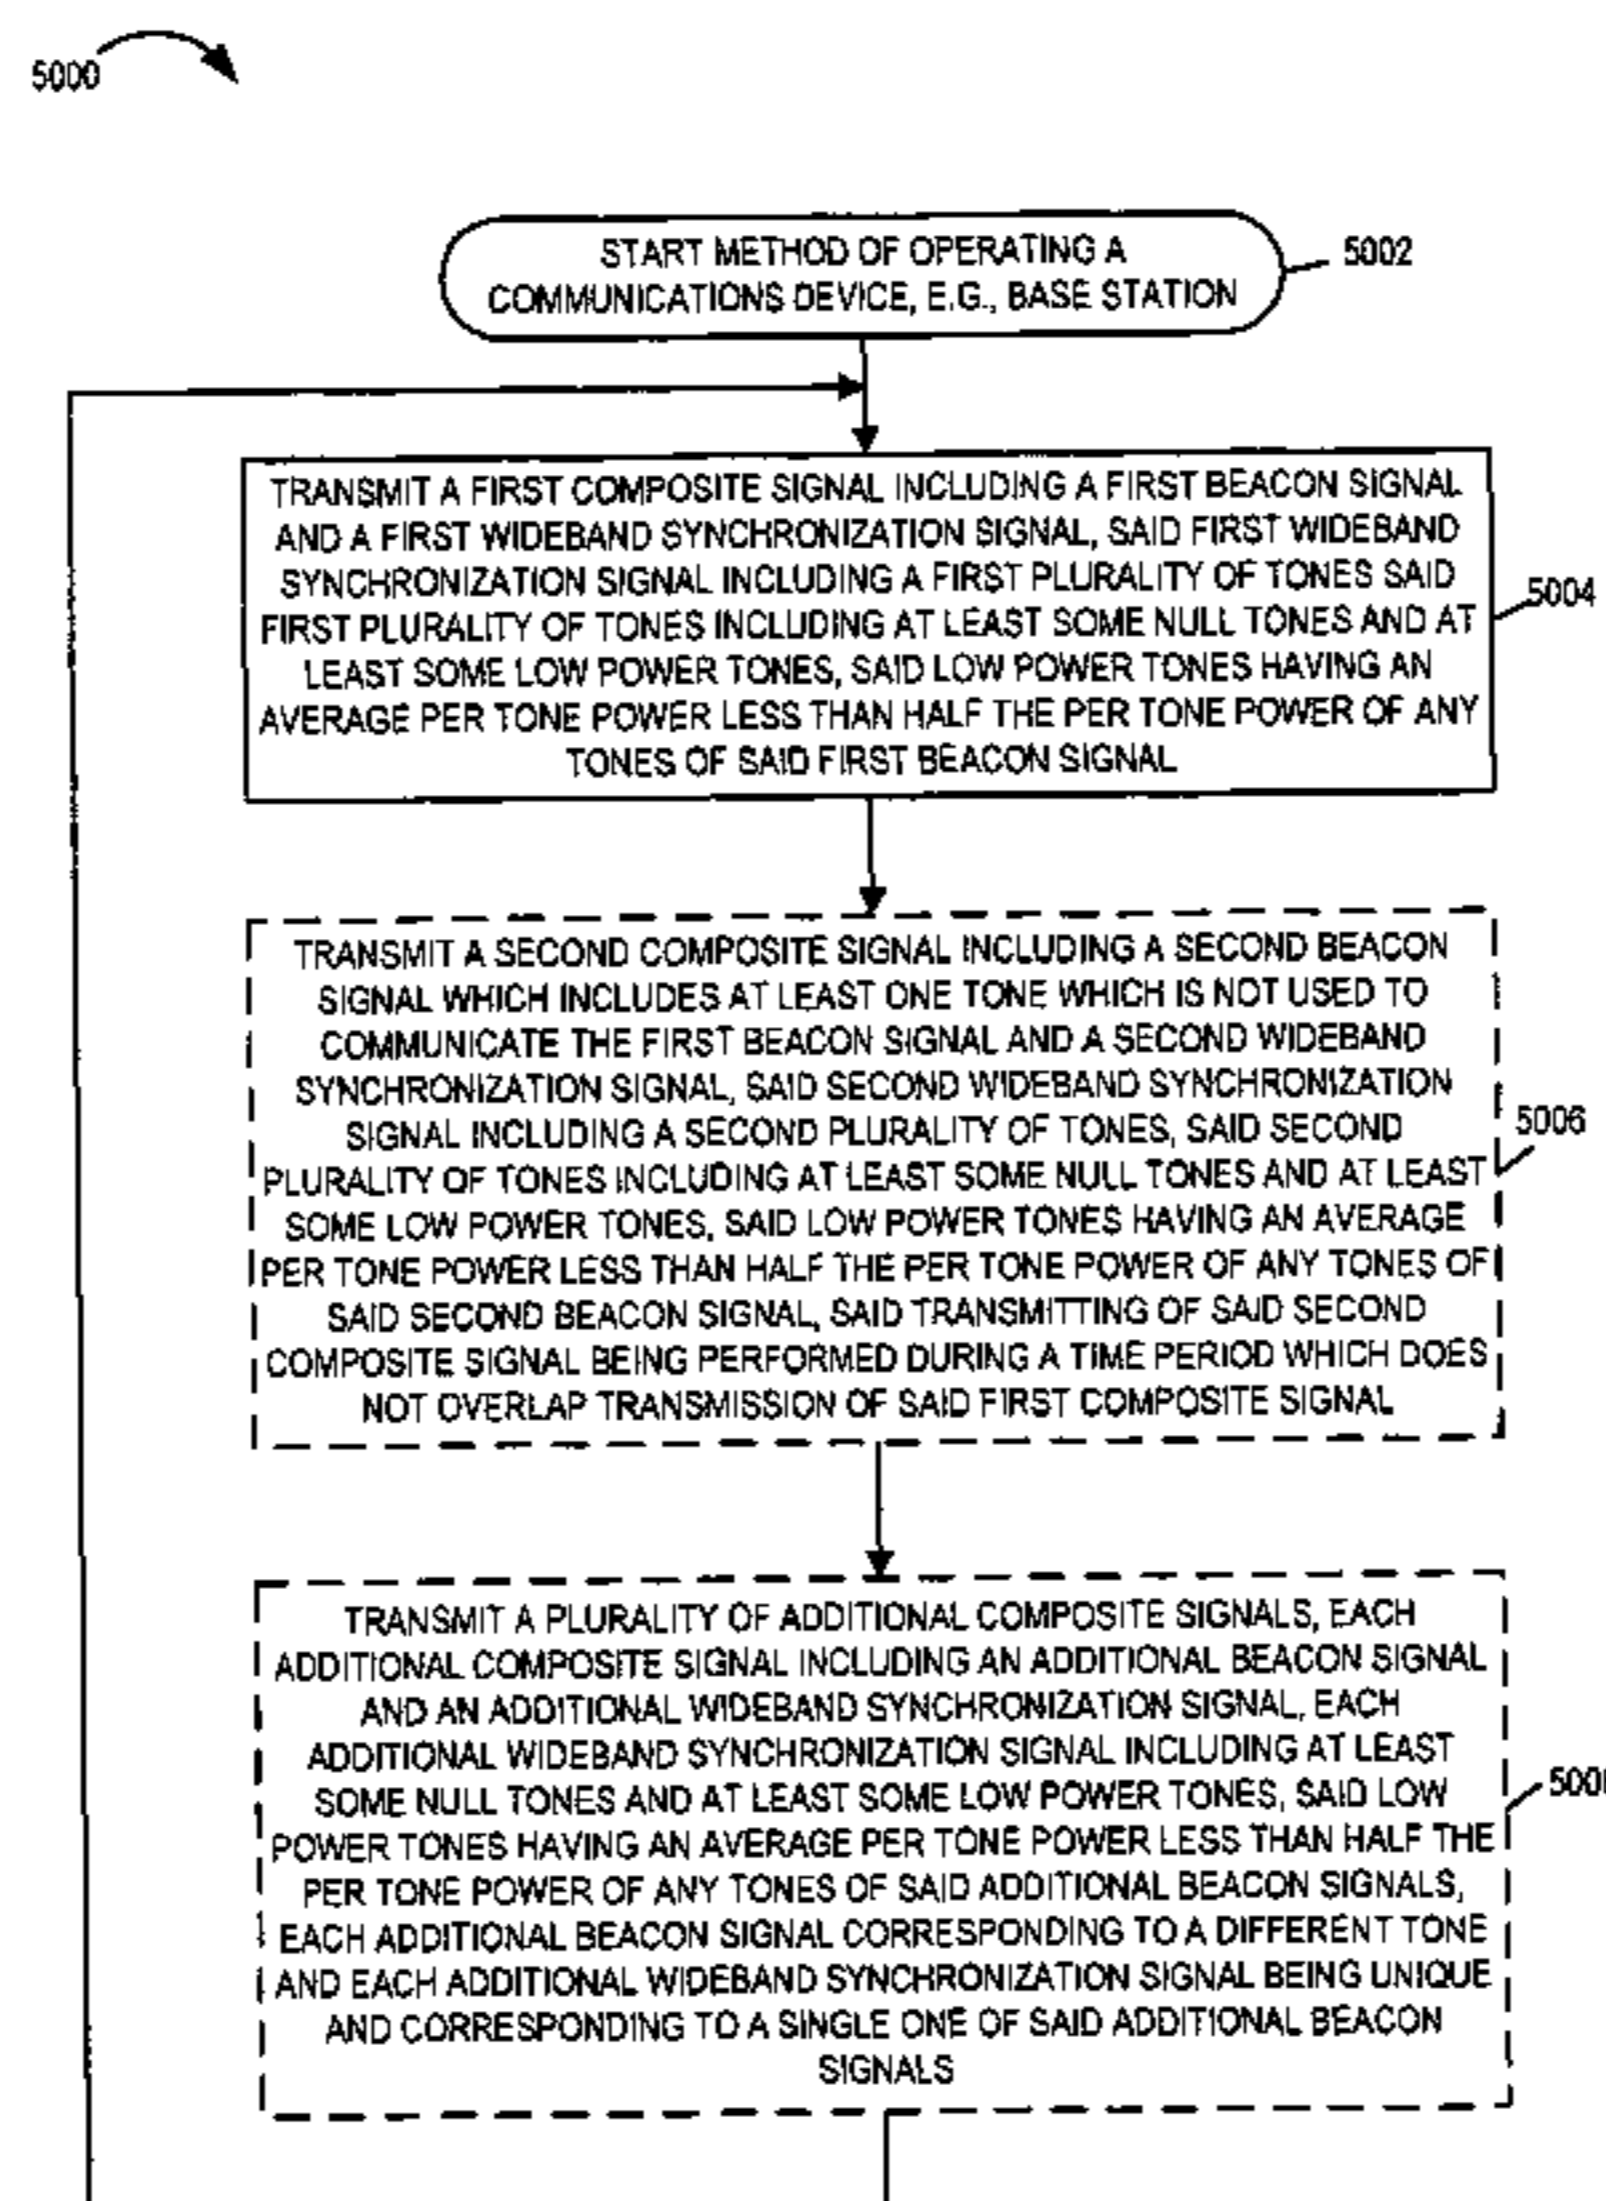 5000
START METHOD OF OPERATING A
COMMUNICATIONS DEVICE, E.G., BASE STATION
5002
TRANSMIT A FIRST COMPOSITE SIGNAL INCLUDING A FIRST BEACON SIGNAL
AND A FIRST WIDEBAND SYNCHRONIZATION SIGNAL, SAID FIRST WIDEBAND
SYNCHRONIZATION SIGNAL INCLUDING A FIRST PLURALITY OF TONES SAID
FIRST PLURALITY OF TONES INCLUDING AT LEAST SOME NULL TONES AND AT
LEAST SOME LOW POWER TONES, SAID LOW POWER TONES HAVING AN
AVERAGE PER TONE POWER LESS THAN HALF THE PER TONE POWER OF ANY
TONES OF SAID FIRST BEACON SIGNAL
5004
TRANSMIT A SECOND COMPOSITE SIGNAL INCLUDING A SECOND BEACON
SIGNAL WHICH INCLUDES AT LEAST ONE TONE WHICH IS NOT USED TO
COMMUNICATE THE FIRST BEACON SIGNAL AND A SECOND WIDEBAND
SYNCHRONIZATION SIGNAL, SAID SECOND WIDEBAND SYNCHRONIZATION
SIGNAL INCLUDING A SECOND PLURALITY OF TONES, SAID SECOND
PLURALITY OF TONES INCLUDING AT LEAST SOME NULL TONES AND AT LEAST
SOME LOW POWER TONES, SAID LOW POWER TONES HAVING AN AVERAGE
PER TONE POWER LESS THAN HALF THE PER TONE POWER OF ANY TONES OF
SAID SECOND BEACON SIGNAL, SAID TRANSMITTING OF SAID SECOND
COMPOSITE SIGNAL BEING PERFORMED DURING A TIME PERIOD WHICH DOES
NOT OVERLAP TRANSMISSION OF SAID FIRST COMPOSITE SIGNAL
5006
TRANSMIT A PLURALITY OF ADDITIONAL COMPOSITE SIGNALS, EACH
ADDITIONAL COMPOSITE SIGNAL INCLUDING AN ADDITIONAL BEACON SIGNAL
AND AN ADDITIONAL WIDEBAND SYNCHRONIZATION SIGNAL, EACH
ADDITIONAL WIDEBAND SYNCHRONIZATION SIGNAL INCLUDING AT LEAST
SOME NULL TONES AND AT LEAST SOME LOW POWER TONES, SAID LOW
POWER TONES HAVING AN AVERAGE PER TONE POWER LESS THAN HALF THE
PER TONE POWER OF ANY TONES OF SAID ADDITIONAL BEACON SIGNALS,
EACH ADDITIONAL BEACON SIGNAL CORRESPONDING TO A DIFFERENT TONE
AND EACH ADDITIONAL WIDEBAND SYNCHRONIZATION SIGNAL BEING UNIQUE
AND CORRESPONDING TO A SINGLE ONE OF SAID ADDITIONAL BEACON
SIGNALS